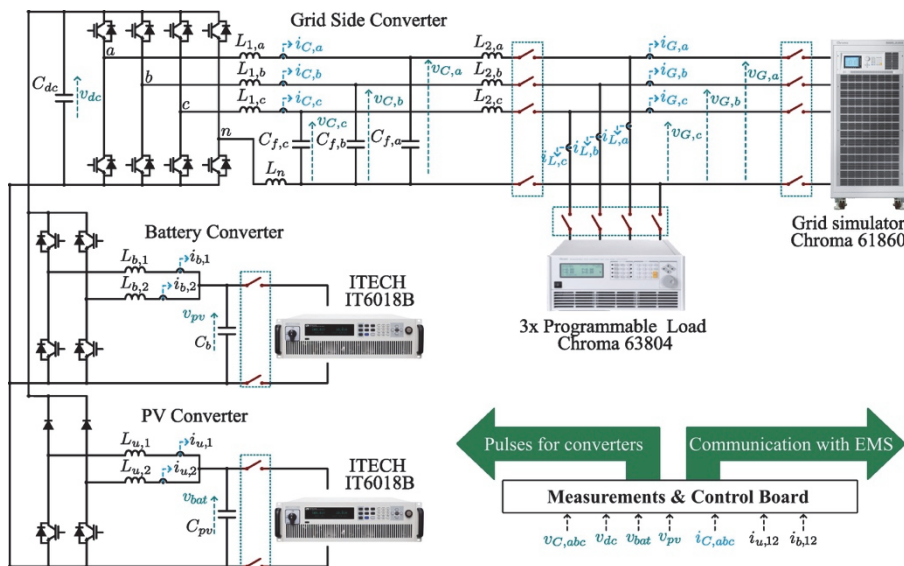 Grid Side Converter
a
b
c
n
C_dc
v_dc
L_1,a
L_1,b
L_1,c
i_C,a
i_C,b
i_C,c
v_C,a
v_C,b
v_C,c
C_f,c
C_f,b
C_f,a
L_n
L_2,a
L_2,b
L_2,c
i_G,a
i_G,b
i_G,c
v_G,a
v_G,b
v_G,c
i_L,c
i_L,b
i_L,a
Grid simulator
Chroma 61860
3x Programmable Load
Chroma 63804
Battery Converter
L_b,1
i_b,1
L_b,2
i_b,2
v_pv
C_b
ITECH
IT6018B
PV Converter
L_u,1
i_u,1
L_u,2
i_u,2
v_bat
C_pv
ITECH
IT6018B
Pulses for converters
Communication with EMS
Measurements & Control Board
v_C,abc v_dc v_bat v_pv i_C,abc i_u,12 i_b,12